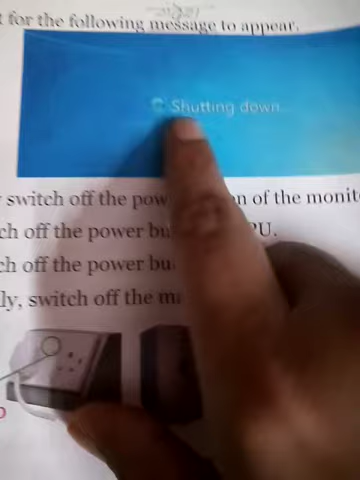 t for the following message to appear.
Shutting down
switch off the pow n of the monit
ch off the power bu PU.
ch off the power bu
ly, switch off the m